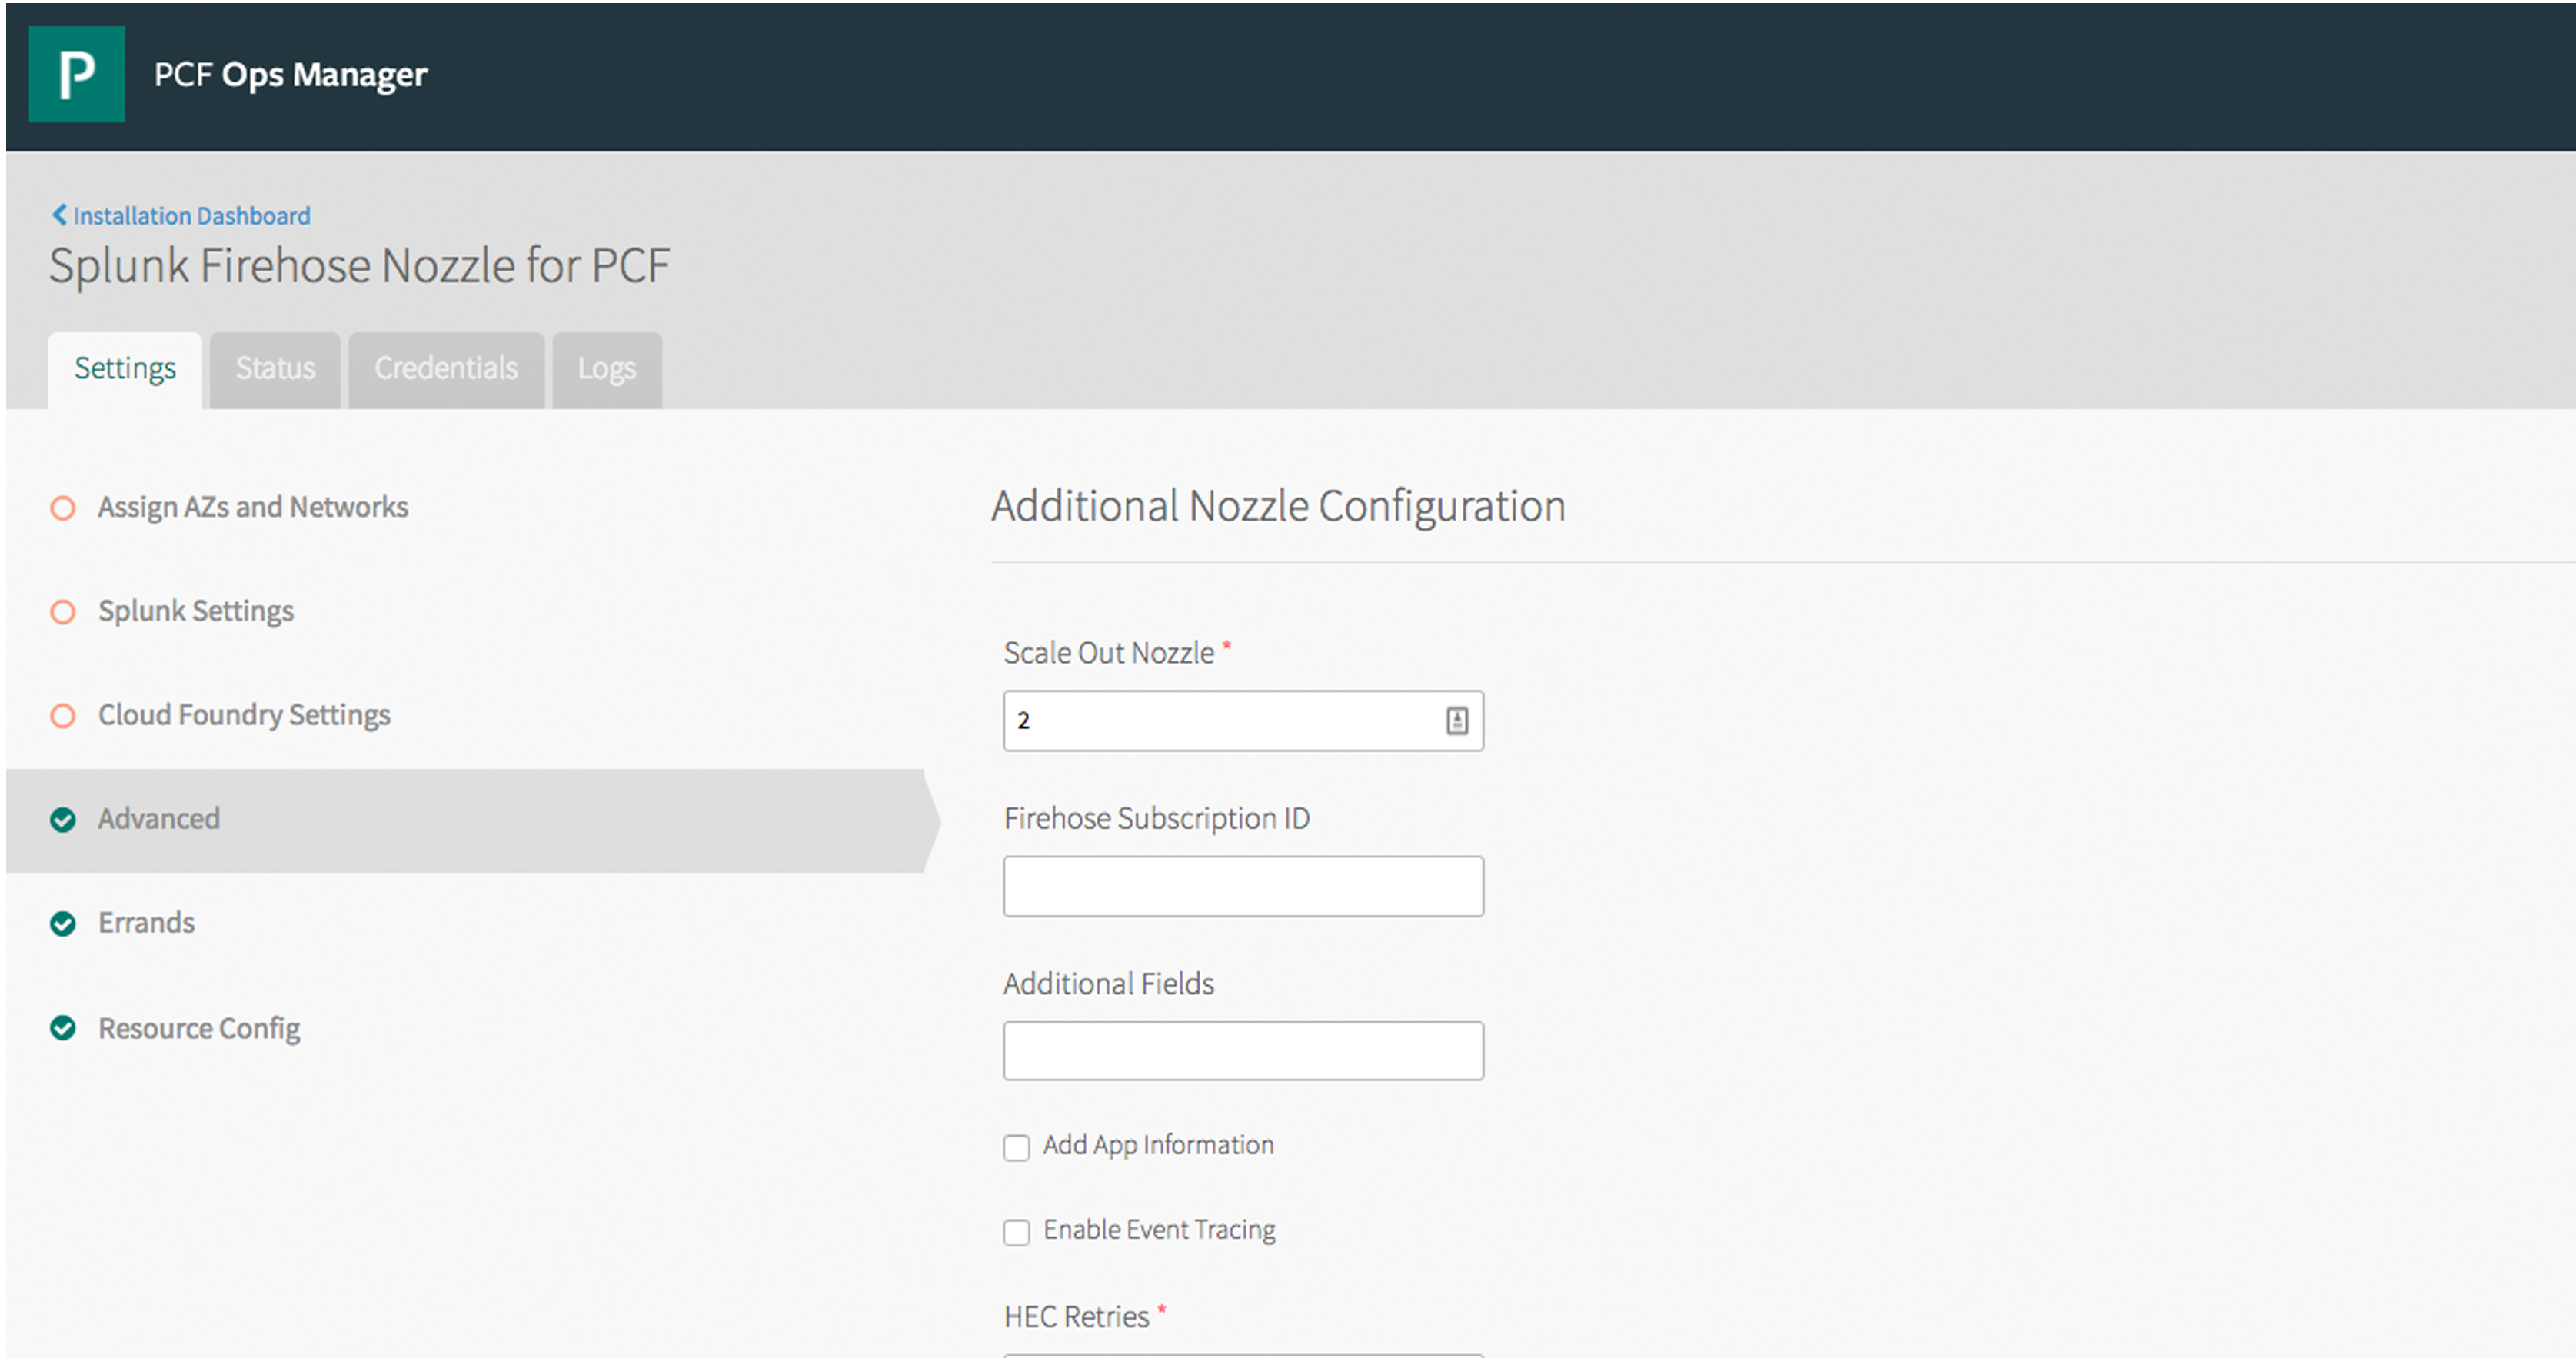 P
PCF Ops Manager
Installation Dashboard
Splunk Firehose Nozzle for PCF
Settings
Status
Credentials
Logs
Assign AZs and Networks
Splunk Settings
Cloud Foundry Settings
Advanced
Errands
Resource Config
Additional Nozzle Configuration
Scale Out Nozzle *
2
Firehose Subscription ID
Additional Fields
Add App Information
Enable Event Tracing
HEC Retries *